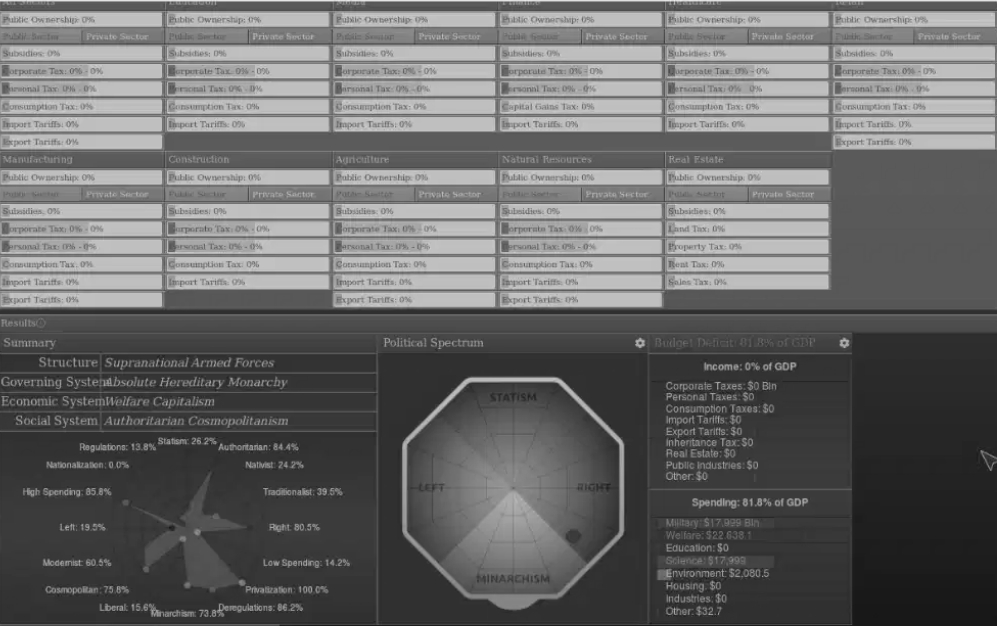 All Sectors Education Media Finance Healthcare Retail
Public Ownership: 0% Public Ownership: 0% Public Ownership: 0% Public Ownership: 0% Public Ownership: 0% Public Ownership: 0%
Public Sector Private Sector Public Sector Private Sector Public Sector Private Sector Public Sector Private Sector Public Sector Private Sector Public Sector Private Sector
Subsidies: 0% Subsidies: 0% Subsidies: 0% Subsidies: 0% Subsidies: 0% Subsidies: 0%
Corporate Tax: 0% - 0% Corporate Tax: 0% - 0% Corporate Tax: 0% - 0% Corporate Tax: 0% - 0% Corporate Tax: 0% - 0% Corporate Tax: 0% - 0%
Personal Tax: 0% - 0% Personal Tax: 0% - 0% Personal Tax: 0% - 0% Personal Tax: 0% - 0% Personal Tax: 0% - 0% Personal Tax: 0% - 0%
Consumption Tax: 0% Consumption Tax: 0% Consumption Tax: 0% Capital Gains Tax: 0% Consumption Tax: 0% Consumption Tax: 0%
Import Tariffs: 0% Import Tariffs: 0% Import Tariffs: 0% Import Tariffs: 0% Import Tariffs: 0% Import Tariffs: 0%
Export Tariffs: 0% Export Tariffs: 0%
Manufacturing Construction Agriculture Natural Resources Real Estate
Public Ownership: 0% Public Ownership: 0% Public Ownership: 0% Public Ownership: 0% Public Ownership: 0%
Public Sector Private Sector Public Sector Private Sector Public Sector Private Sector Public Sector Private Sector Public Sector Private Sector
Subsidies: 0% Subsidies: 0% Subsidies: 0% Subsidies: 0% Subsidies: 0%
Corporate Tax: 0% - 0% Corporate Tax: 0% - 0% Corporate Tax: 0% - 0% Corporate Tax: 0% - 0% Land Tax: 0%
Personal Tax: 0% - 0% Personal Tax: 0% - 0% Personal Tax: 0% - 0% Personal Tax: 0% - 0% Property Tax: 0%
Consumption Tax: 0% Consumption Tax: 0% Consumption Tax: 0% Consumption Tax: 0% Rent Tax: 0%
Import Tariffs: 0% Import Tariffs: 0% Import Tariffs: 0% Import Tariffs: 0% Sales Tax: 0%
Export Tariffs: 0% Export Tariffs: 0% Export Tariffs: 0%
Results
Summary
Structure Supranational Armed Forces
Governing System Absolute Hereditary Monarchy
Economic System Welfare Capitalism
Social System Authoritarian Cosmopolitanism
Statism: 26.2%
Regulations: 13.8% Authoritarian: 84.4%
Nationalization: 0.0% Nativist: 24.2%
High Spending: 85.8% Traditionalist: 39.5%
Left: 19.5% Right: 80.5%
Modernist: 60.5% Low Spending: 14.2%
Cosmopolitan: 75.8% Privatization: 100.0%
Liberal: 15.6% Deregulations: 86.2%
Minarchism: 73.8%
Political Spectrum
STATISM
LEFT RIGHT
MINARCHISM
Budget Deficit: 81.8% of GDP
Income: 0% of GDP
Corporate Taxes: $0 Bln
Personal Taxes: $0
Consumption Taxes: $0
Import Tariffs: $0
Export Tariffs: $0
Inheritance Tax: $0
Real Estate: $0
Public Industries: $0
Other: $0
Spending: 81.8% of GDP
Military: $17,999 Bln
Welfare: $22,638.1
Education: $0
Science: $17,999
Environment: $2,080.5
Housing: $0
Industries: $0
Other: $32.7